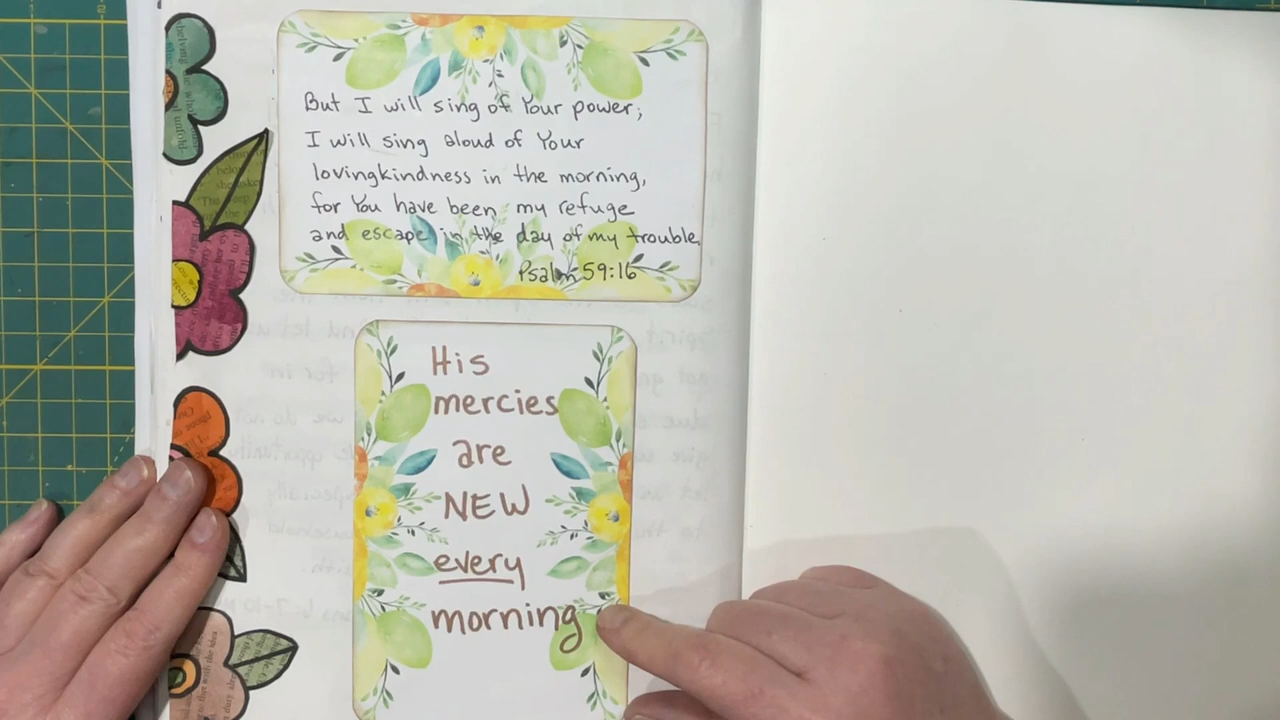 But I will sing of Your power;
I will sing aloud of Your
lovingkindness in the morning,
for You have been my refuge
and escape in the day of my trouble
Psalm 59:16
His
mercies
are
NEW
every
morning